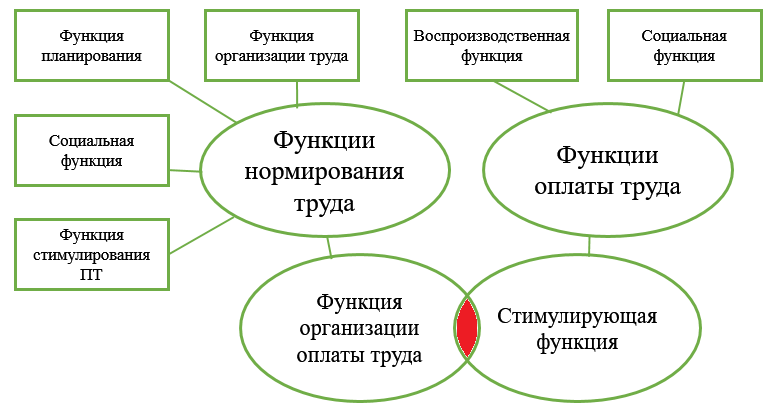 Функция
планирования
Функция
организации труда
Воспроизводственная
функция
Социальная
функция
Социальная
функция
Функции
нормирования
труда
Функции
оплаты труда
Функция
стимулирования
ПТ
Функция
организации
оплаты труда
Стимулирующая
функция